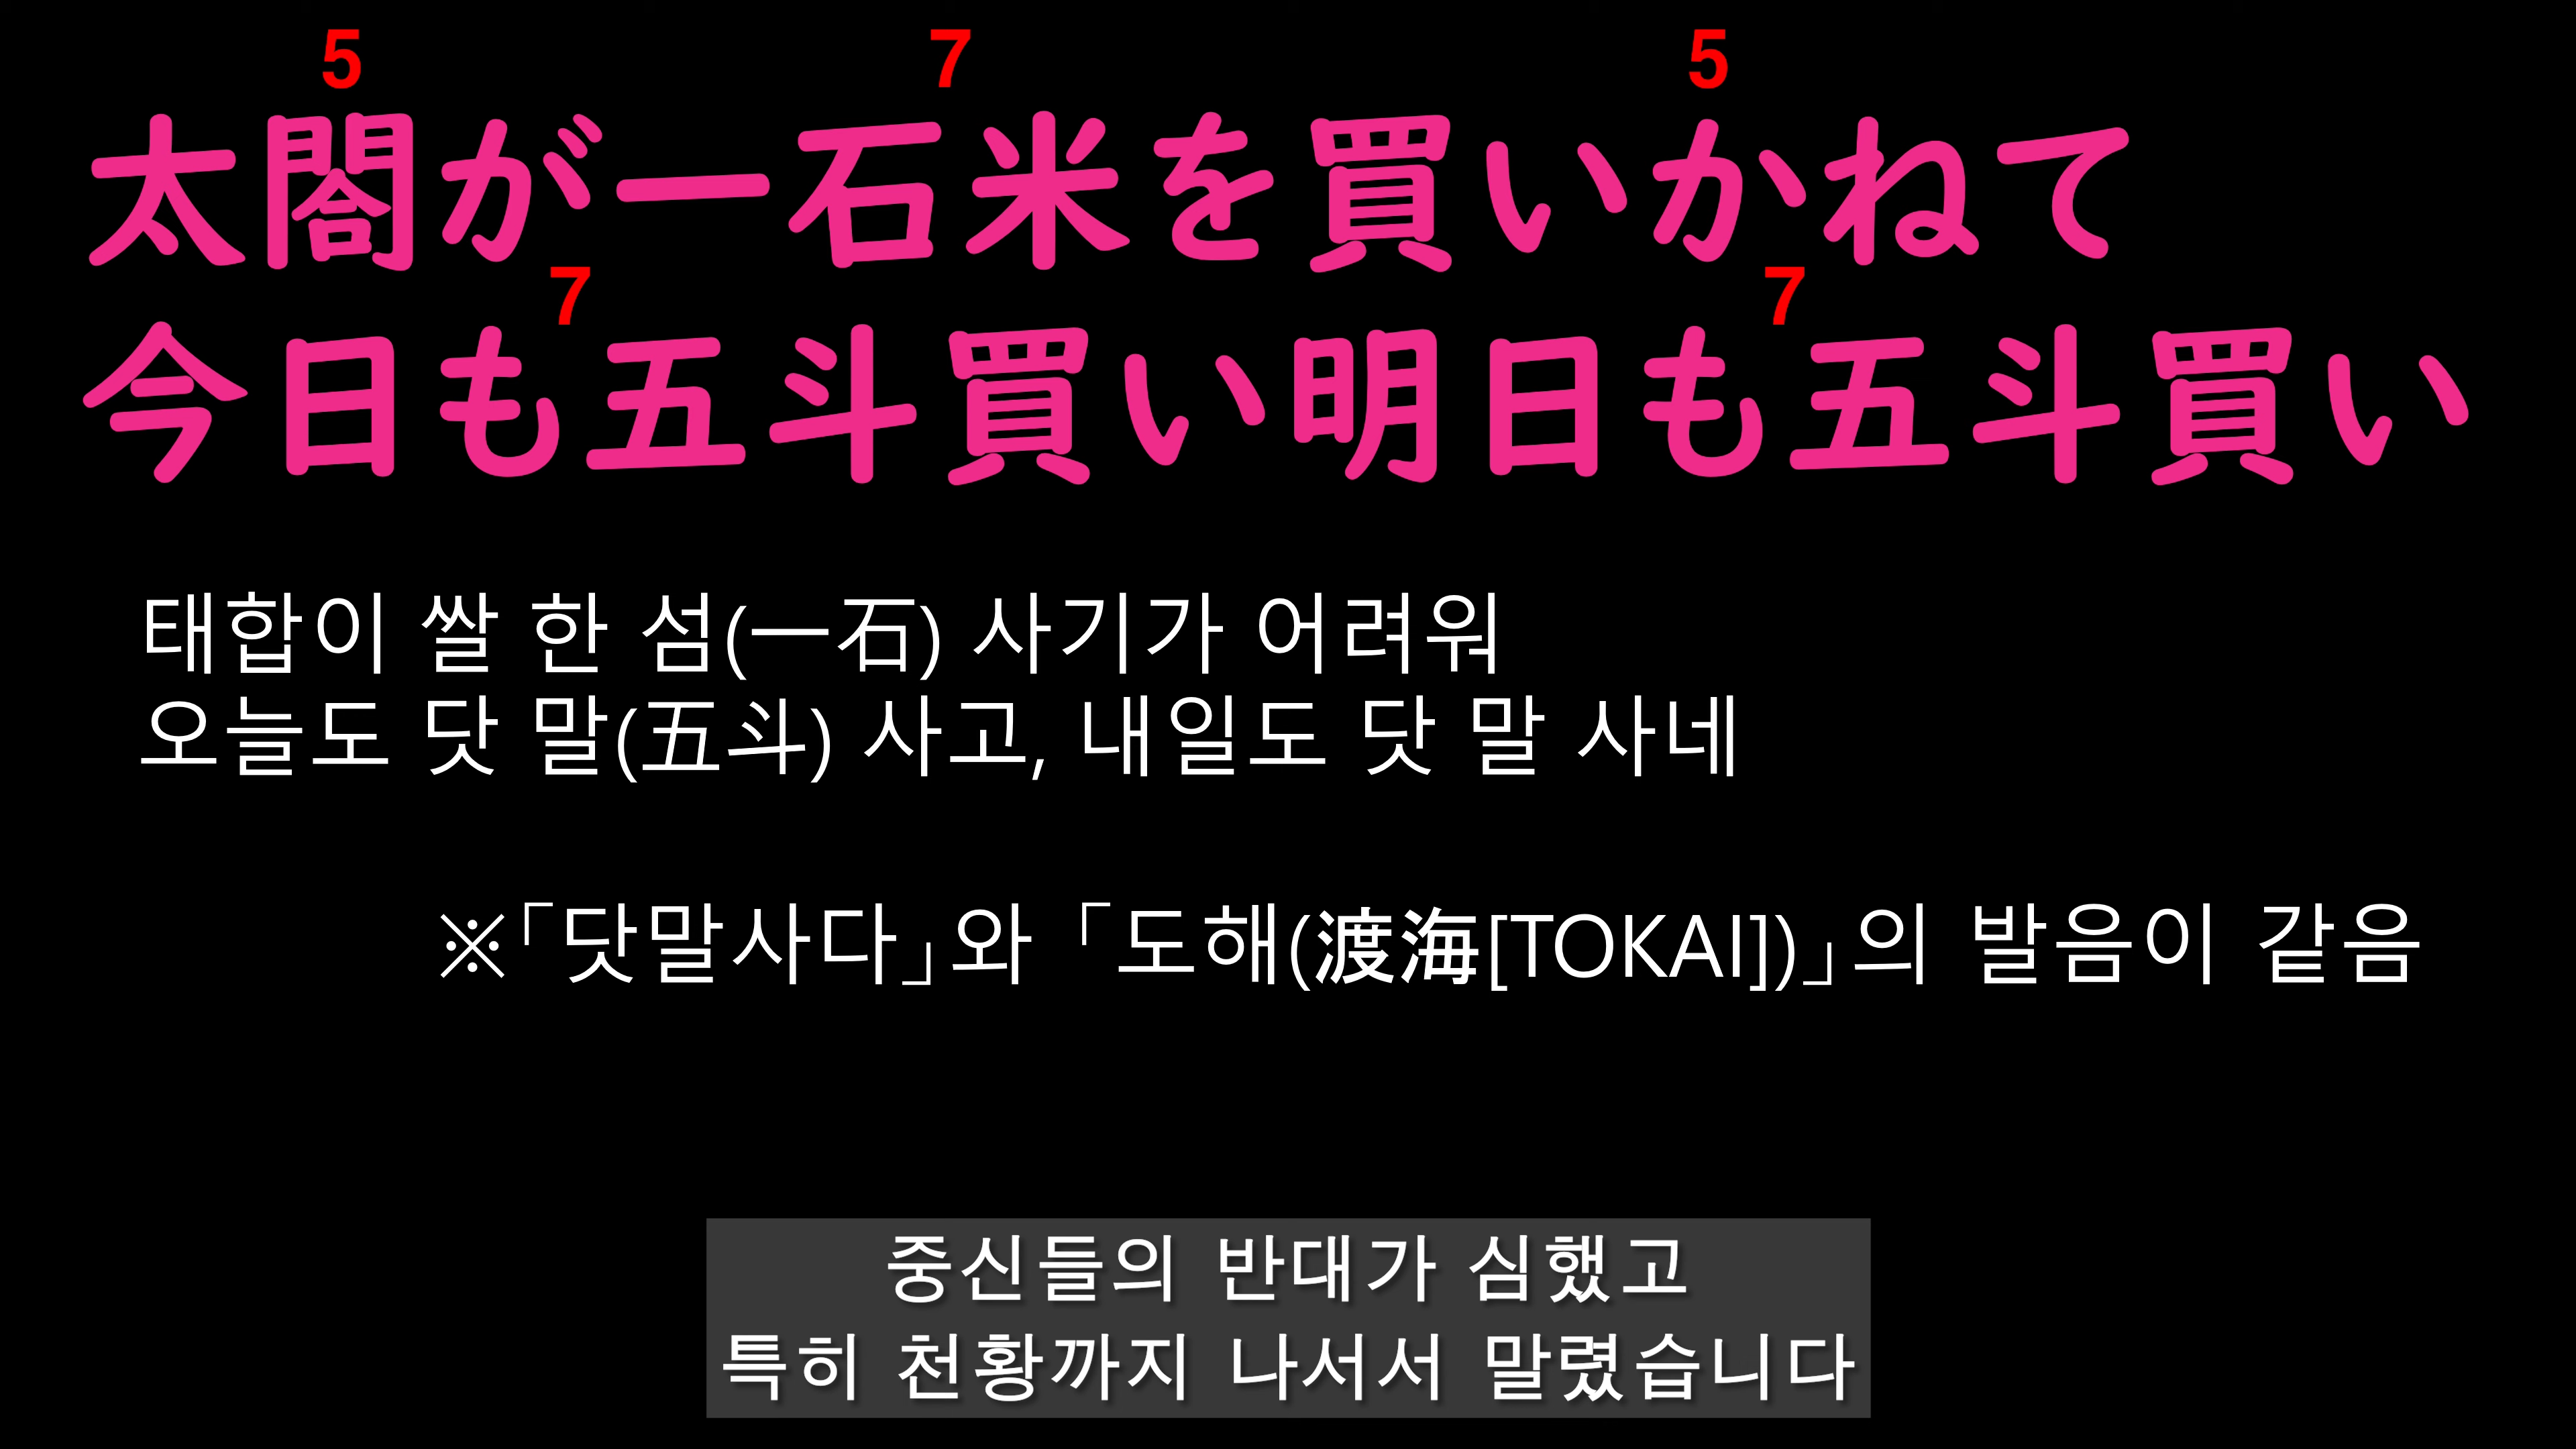 5 7 5
太閤が一石米を買いかねて
7 7
今日も五斗買い明日も五斗買い
태합이 쌀 한 섬(一石) 사기가 어려워
오늘도 닷 말(五斗) 사고, 내일도 닷 말 사네
※「닷말사다」와 「도해(渡海[TOKAI])」의 발음이 같음
중신들의 반대가 심했고
특히 천황까지 나서서 말렸습니다